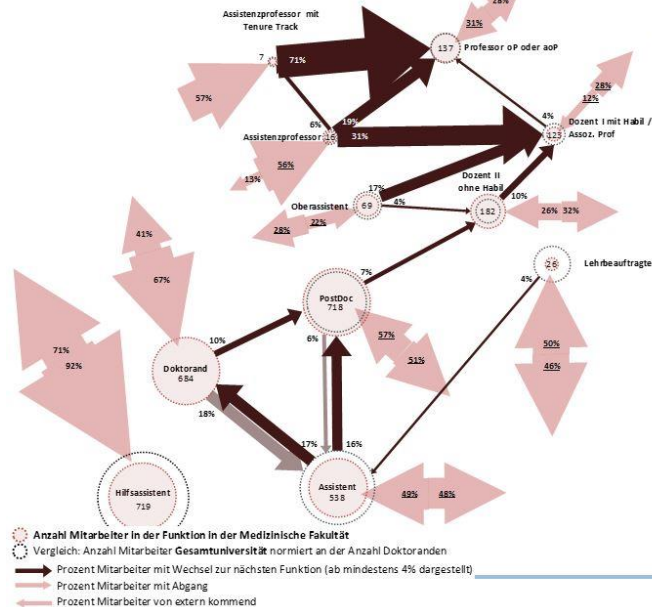 28%
Assistenzprofessor mit
Tenure Track
31%
137
Professor oP oder aoP
7
71%
57%
28%
12%
4%
6%
19%
16
31%
Assistenzprofessor
123
Dozent I mit Habil /
Assoz. Prof
56%
13%
Dozent II
ohne Habil
17%
10%
Oberassistent
69
4%
182
26% 32%
28%
22%
41%
67%
7%
26
Lehrbeauftragte
4%
PostDoc
718
10%
6%
57%
51%
50%
46%
71%
92%
Doktorand
684
18%
17%
16%
Hilfsassistent
719
Assistent
538
49%
48%
Anzahl Mitarbeiter in der Funktion in der Medizinische Fakultät
Vergleich: Anzahl Mitarbeiter Gesamtuniversität normiert an der Anzahl Doktoranden
Prozent Mitarbeiter mit Wechsel zur nächsten Funktion (ab mindestens 4% dargestellt)
Prozent Mitarbeiter mit Abgang
Prozent Mitarbeiter von extern kommend